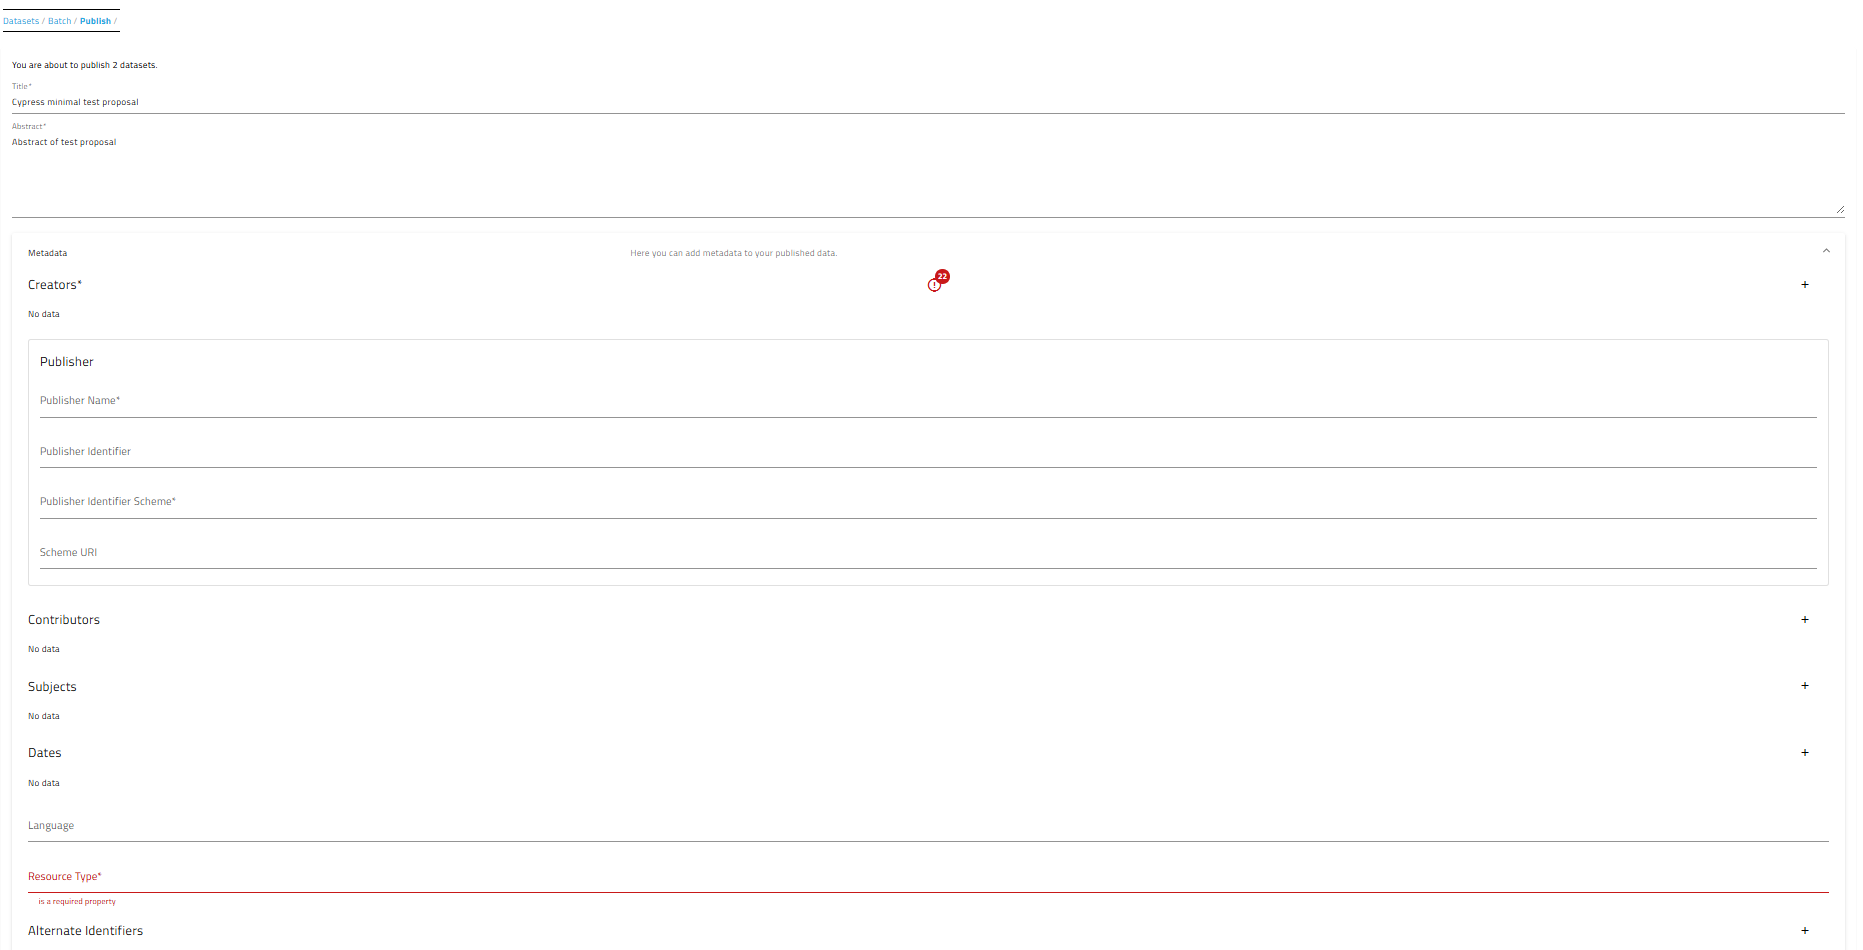 Datasets / Batch / Publish /
You are about to publish 2 datasets.
Title*
Cypress minimal test proposal
Abstract*
Abstract of test proposal
Metadata
Here you can add metadata to your published data.
Creators*
22
No data
Publisher
Publisher Name*
Publisher Identifier
Publisher Identifier Scheme*
Scheme URI
Contributors
No data
Subjects
No data
Dates
No data
Language
Resource Type*
is a required property
Alternate Identifiers